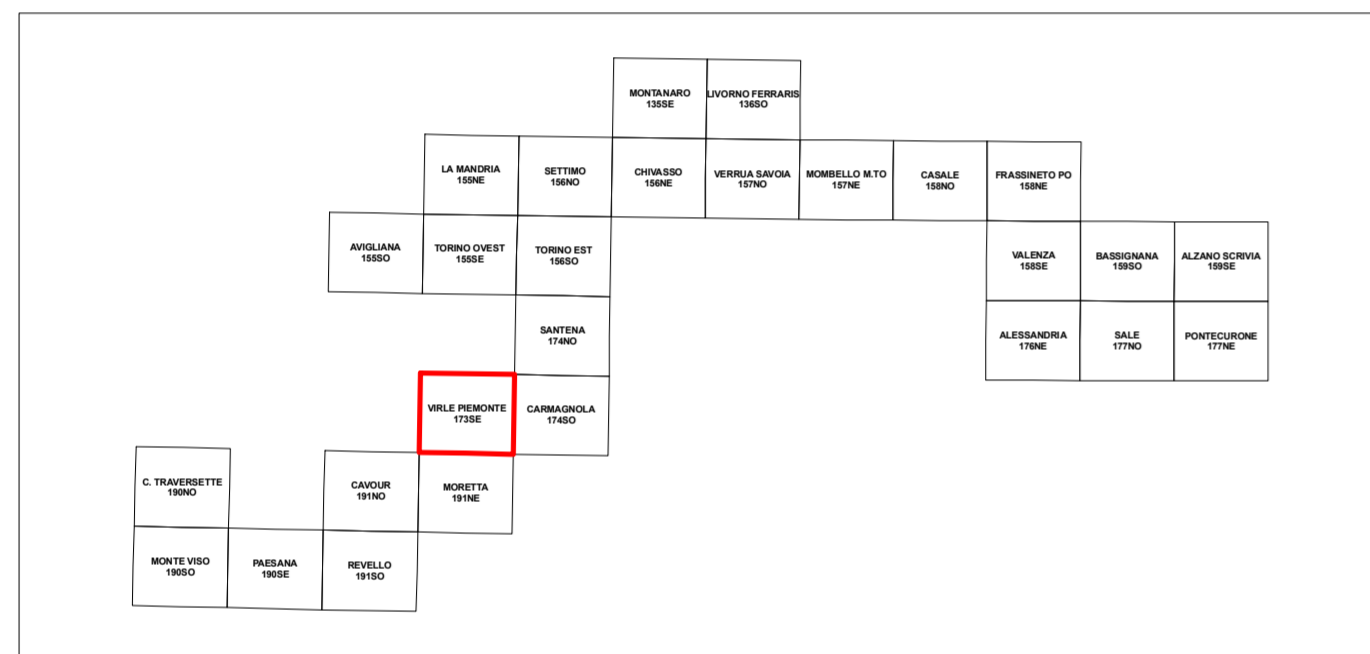 MONTANARO
135SE
LIVORNO FERRARIS
136SO
LA MANDRIA
155NE
SETTIMO
156NO
CHIVASSO
156NE
VERRUA SAVOIA
157NO
MOMBELLO M.TO
157NE
CASALE
158NO
FRASSINETO PO
158NE
AVIGLIANA
155SO
TORINO OVEST
155SE
TORINO EST
156SO
VALENZA
158SE
BASSIGNANA
159SO
ALZANO SCRIVIA
159SE
SANTENA
174NO
ALESSANDRIA
176NE
SALE
177NO
PONTECURONE
177NE
VIRLE PIEMONTE
173SE
CARMAGNOLA
174SO
C. TRAVERSETTE
190NO
CAVOUR
191NO
MORETTA
191NE
MONTE VISO
190SO
PAESANA
190SE
REVELLO
191SO